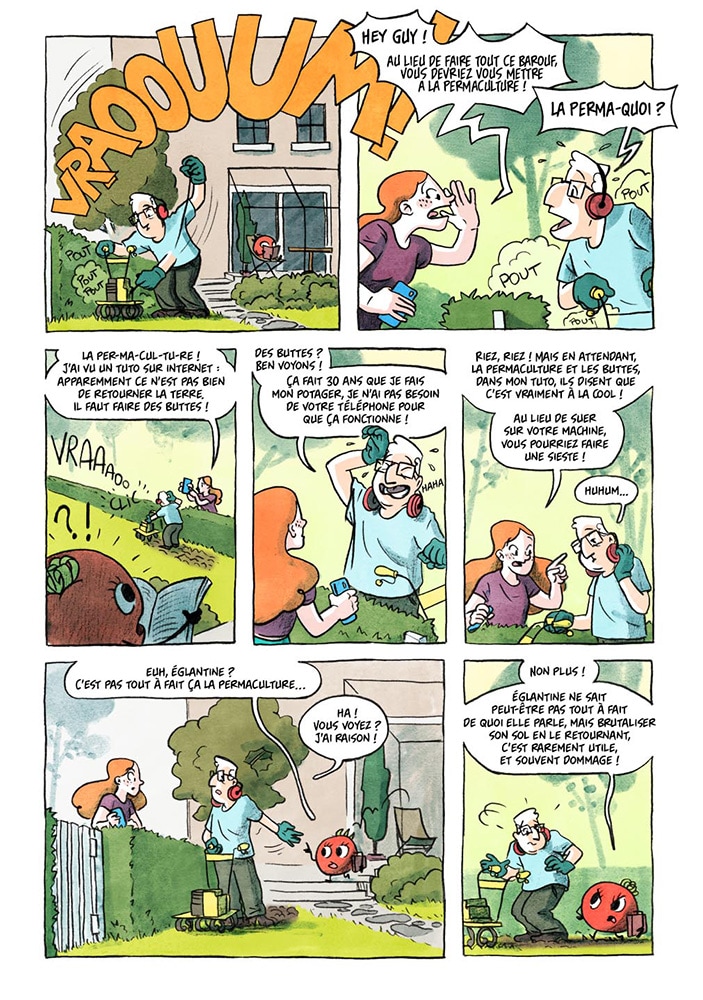 VRAOOUUUM!
POUT
POUT
POUT
HEY GUY !
AU LIEU DE FAIRE TOUT CE BAROUF,
VOUS DEVRIEZ VOUS METTRE
A LA PERMACULTURE !
LA PERMA-QUOI ?
POUT
POUT
POUT
LA PER-MA-CUL-TU-RE !
J'AI VU UN TUTO SUR INTERNET :
APPAREMMENT CE N'EST PAS BIEN
DE RETOURNER LA TERRE,
IL FAUT FAIRE DES BUTTES !
VRAAAOOO
CLIC
?!
DES BUTTES ?
BEN VOYONS !
ÇA FAIT 30 ANS QUE JE FAIS
MON POTAGER, JE N'AI PAS BESOIN
DE VOTRE TÉLÉPHONE POUR
QUE ÇA FONCTIONNE !
HAHA
RIEZ, RIEZ ! MAIS EN ATTENDANT,
LA PERMACULTURE ET LES BUTTES,
DANS MON TUTO, ILS DISENT QUE
C'EST VRAIMENT À LA COOL !
AU LIEU DE SUER
SUR VOTRE MACHINE,
VOUS POURRIEZ FAIRE
UNE SIESTE !
HUHUM...
EUH, ÉGLANTINE ?
C'EST PAS TOUT À FAIT ÇA LA PERMACULTURE...
HA !
VOUS VOYEZ ?
J'AI RAISON !
NON PLUS !
ÉGLANTINE NE SAIT
PEUT-ÊTRE PAS TOUT À FAIT
DE QUOI ELLE PARLE, MAIS BRUTALISER
SON SOL EN LE RETOURNANT,
C'EST RAREMENT UTILE,
ET SOUVENT DOMMAGE !